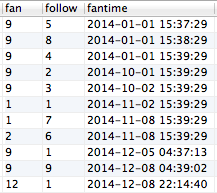 fan follow fantime
9 5 2014-01-01 15:37:29
9 8 2014-01-01 15:38:29
9 4 2014-01-01 15:39:29
9 2 2014-10-01 15:39:29
9 3 2014-10-02 15:39:29
1 1 2014-11-02 15:39:29
1 7 2014-11-08 15:39:29
2 6 2014-11-08 15:39:29
9 1 2014-12-05 04:37:13
9 9 2014-12-08 04:39:02
12 1 2014-12-08 22:14:40